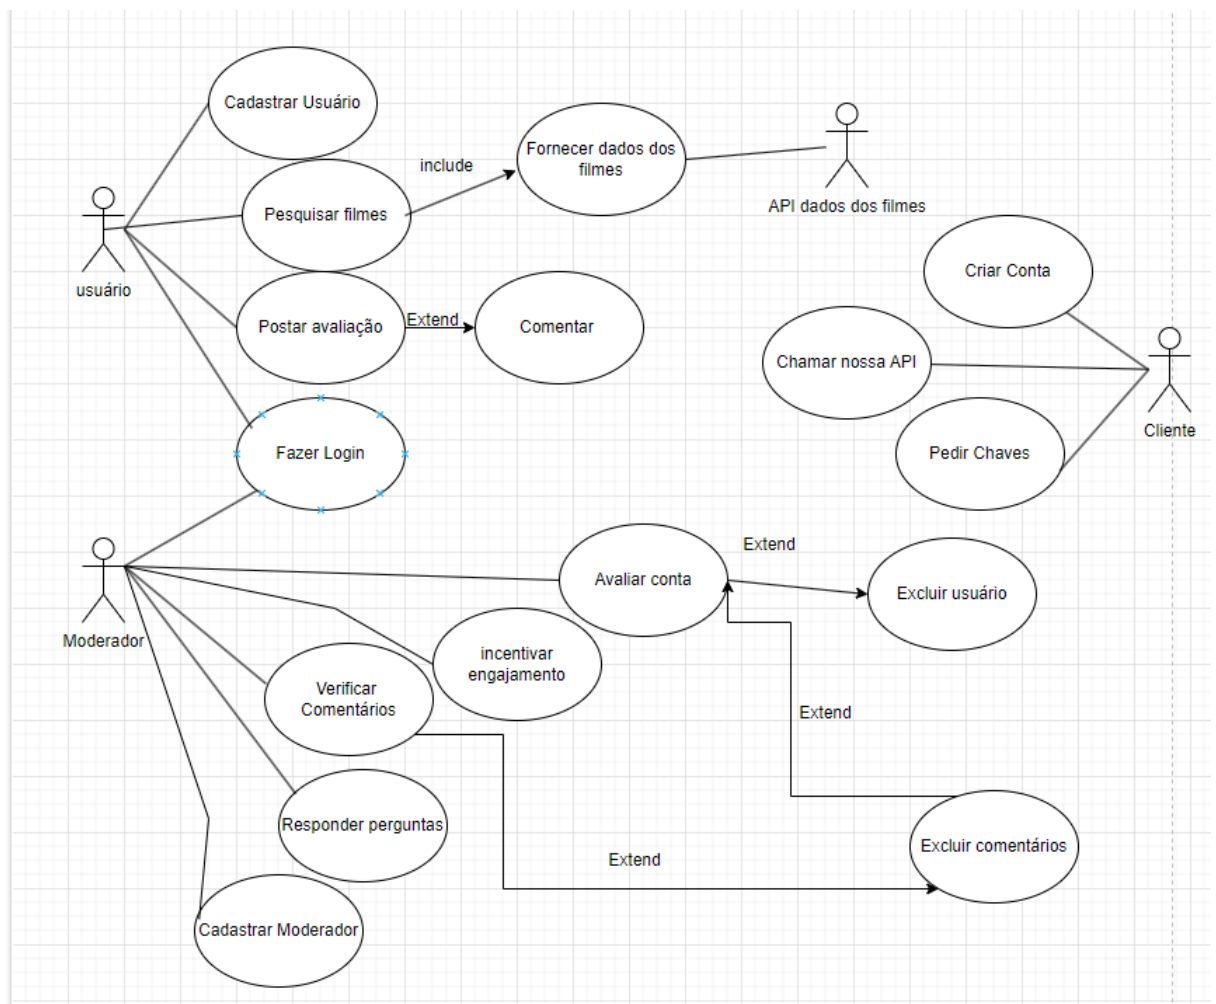 Cadastrar Usuário
Fornecer dados dos
filmes
include
Pesquisar filmes
API dados dos filmes
usuário
Criar Conta
Postar avaliação
Extend
Comentar
Chamar nossa API
Cliente
Fazer Login
Pedir Chaves
Extend
Avaliar conta
Excluir usuário
Moderador
incentivar
engajamento
Verificar
Comentários
Extend
Responder perguntas
Excluir comentários
Extend
Cadastrar Moderador